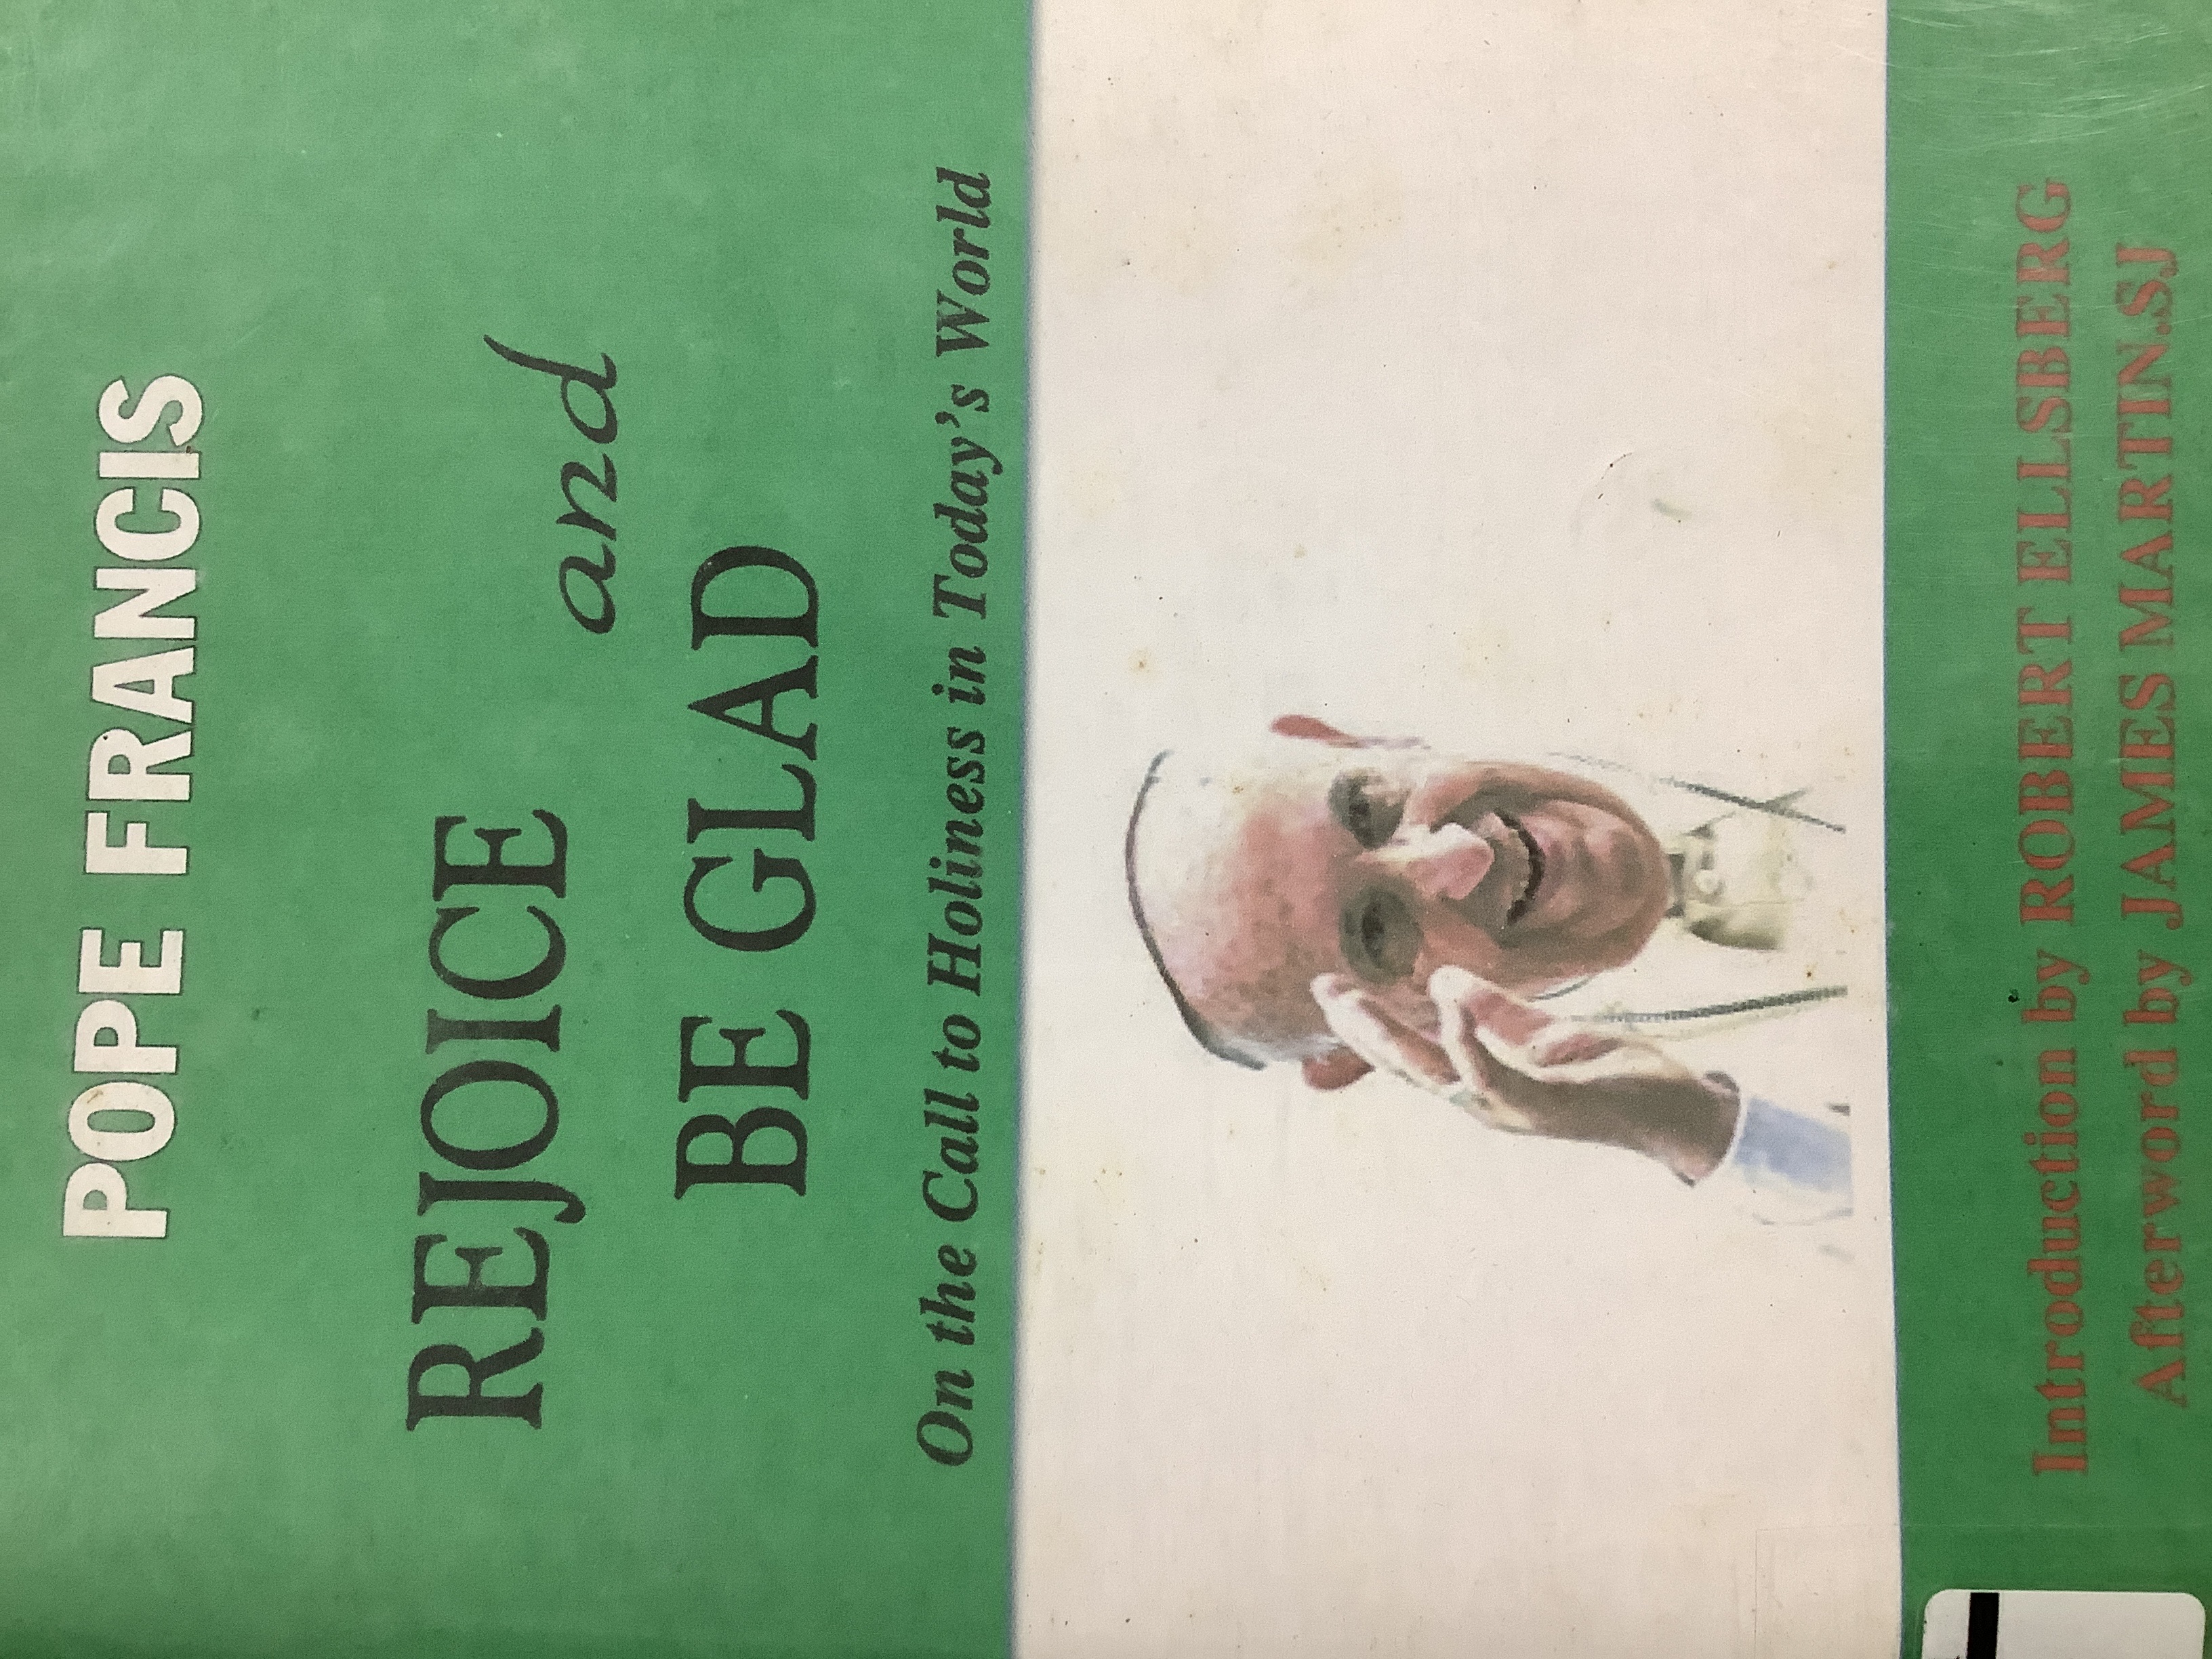 POPE FRANCIS
REJOICE
and
BE GLAD
On the Call to Holiness in Today's World
Introduction by ROBERT ELLSBERG
Afterword by JAMES MARTIN.SJ